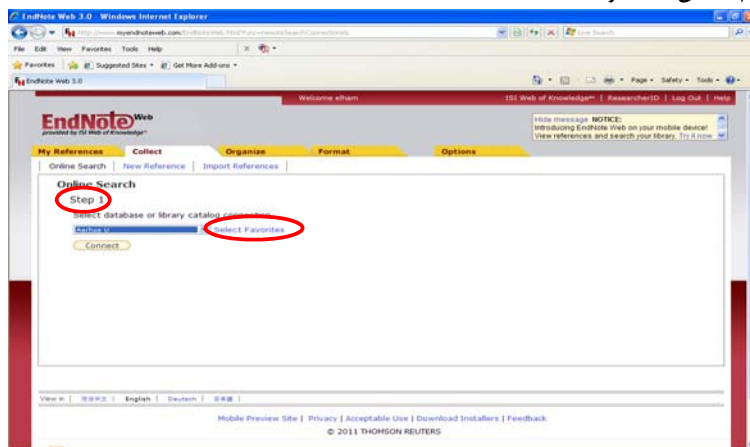 EndNote Web 3.0 - Windows Internet Explorer
myendnoteweb.com
Live Search
File Edit View Favorites Tools Help
Favorites Suggested Sites Get More Add-ons
EndNote Web 3.0
Page Safety Tools
Welcome elham
ISI Web of Knowledge℠ | ResearcherID | Log Out | Help
EndNote Web
provided by ISI Web of Knowledge
Hide message NOTICE:
Introducing EndNote Web on your mobile device!
View references and search your library. Try it now
My References Collect Organize Format Options
Online Search | New Reference | Import References |
Online Search
Step 1
Select database or library catalog connection.
Aarhus U Select Favorites
Connect
View in | English | Deutsch |
Mobile Preview Site | Privacy | Acceptable Use | Download Installers | Feedback
© 2011 THOMSON REUTERS